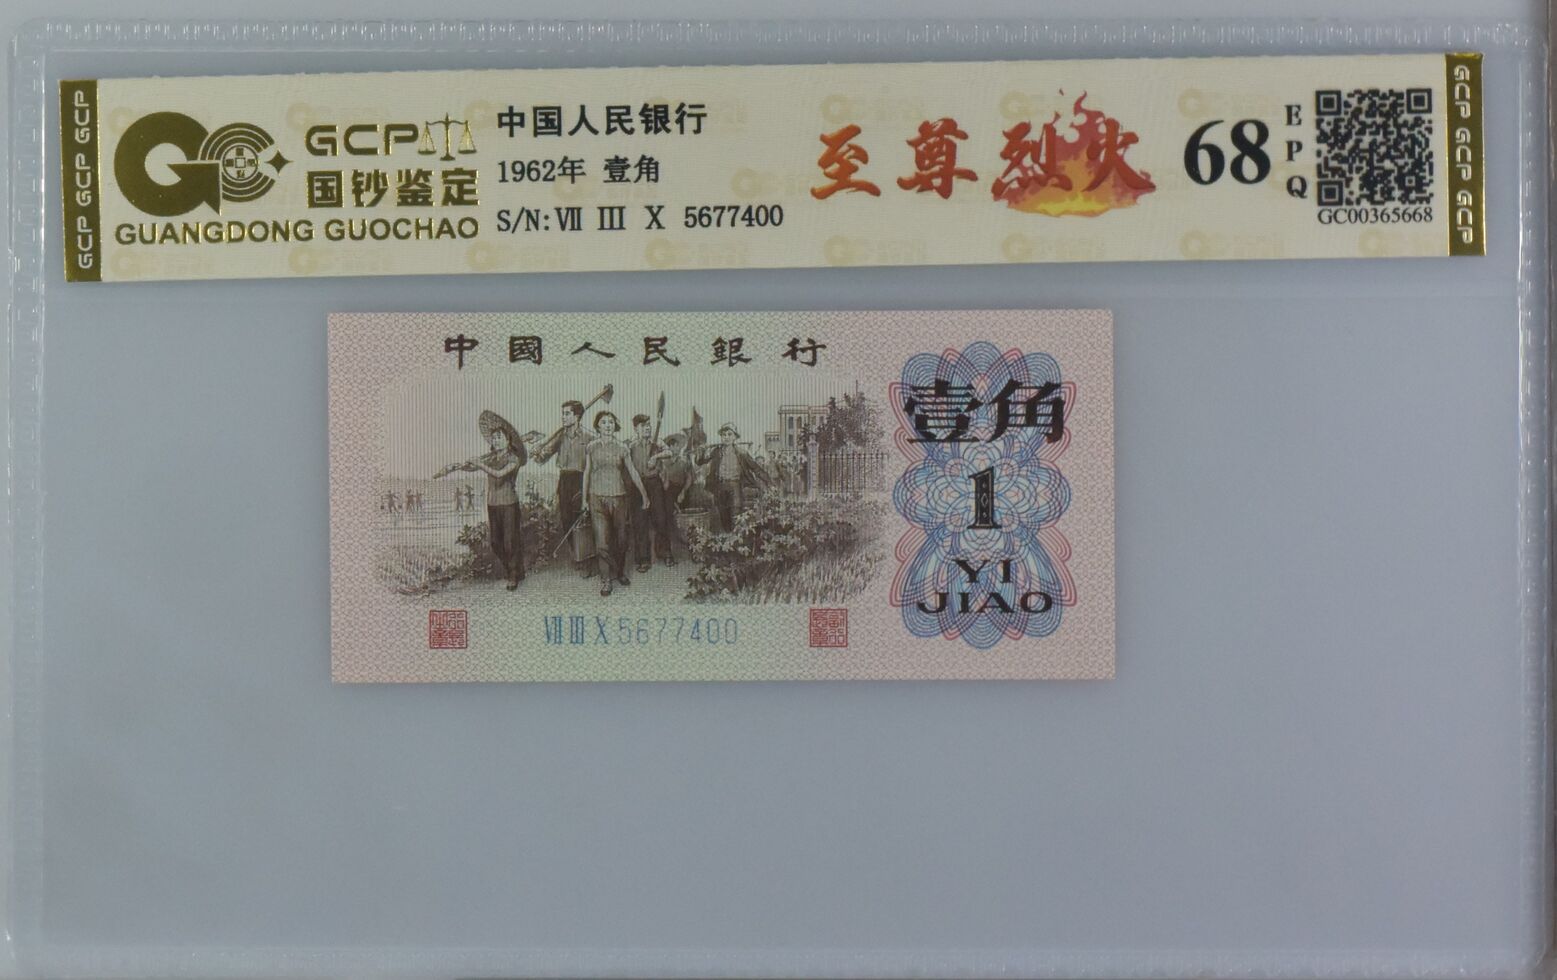 GCP GCP GCP
GCP
国钞鉴定
GUANGDONG GUOCHAO
中国人民银行
1962年 壹角
S/N: Ⅶ Ⅲ X 5677400
至尊烈火
68
EPQ
GC00365668
GCP GCP GCP
中國人民銀行
壹角
1
YI
JIAO
Ⅶ Ⅲ X 5677400